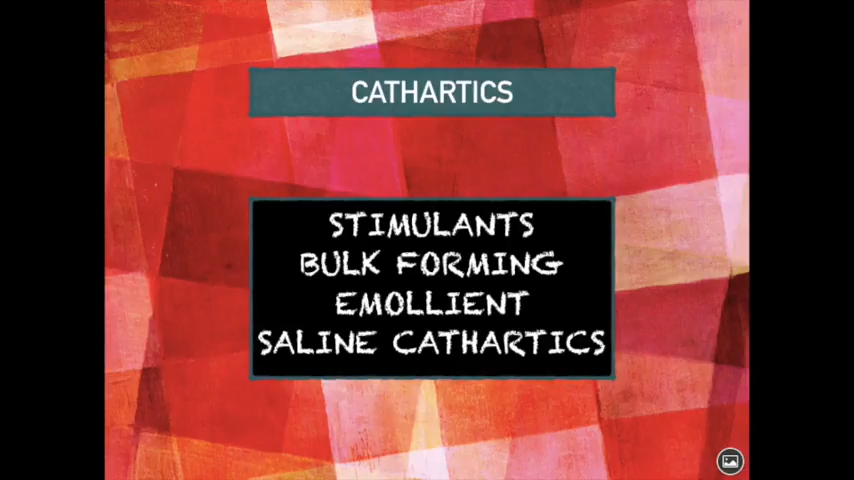 CATHARTICS
STIMULANTS
BULK FORMING
EMOLLIENT
SALINE CATHARTICS